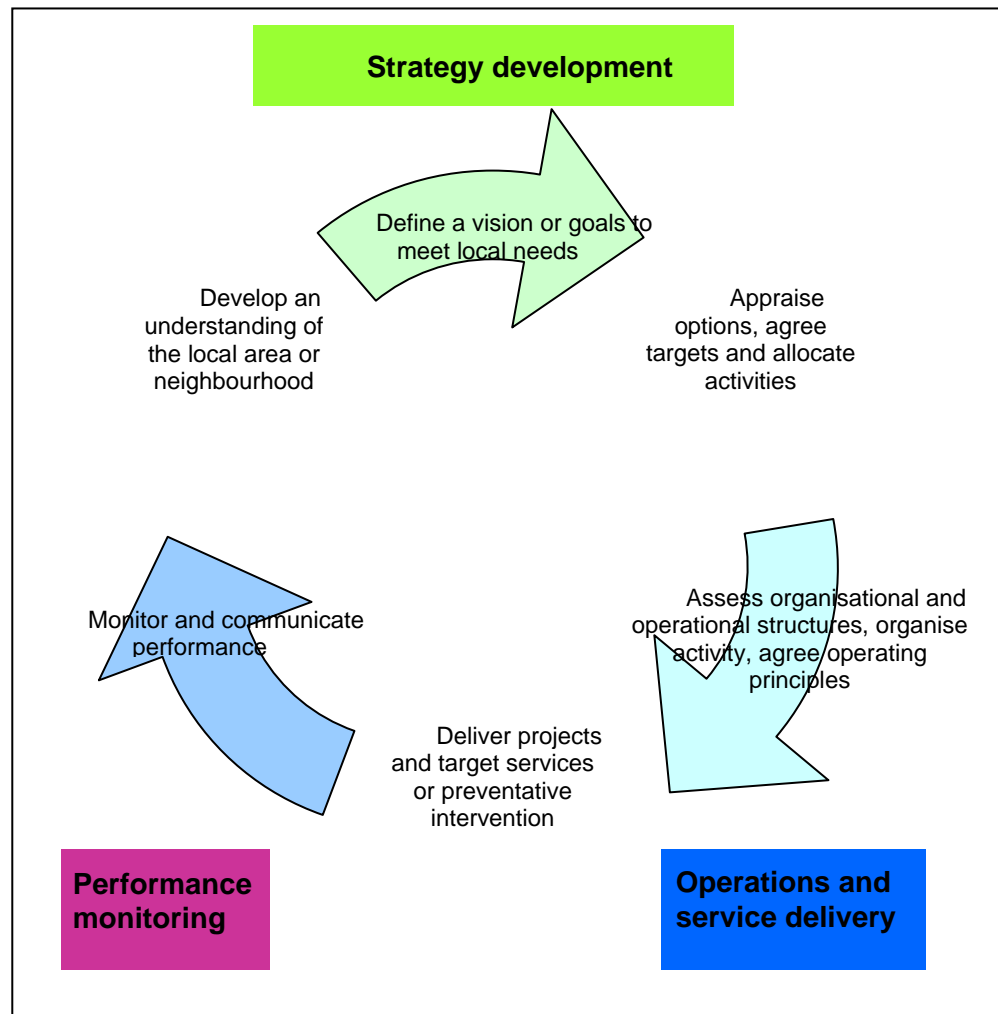 Strategy development
Define a vision or goals to
meet local needs
Develop an
understanding of
the local area or
neighbourhood
Appraise
options, agree
targets and allocate
activities
Assess organisational and
operational structures, organise
activity, agree operating
principles
Monitor and communicate
performance
Deliver projects
and target services
or preventative
intervention
Performance
monitoring
Operations and
service delivery